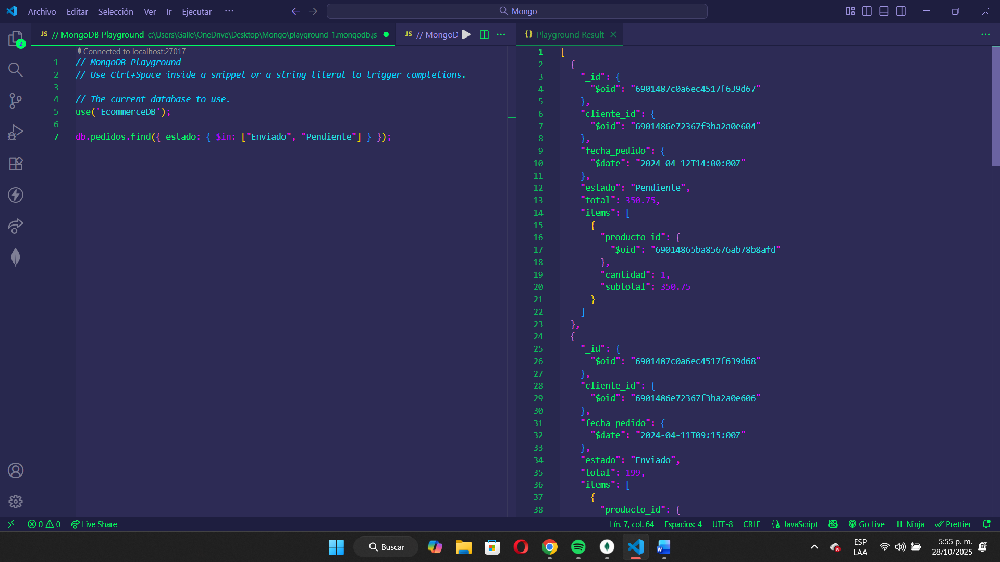 Archivo Editar Selección Ver Ir Ejecutar ···
Mongo
JS // MongoDB Playground c:\Users\Galle\OneDrive\Desktop\Mongo\playground-1.mongodb.js
JS // MongoD
{} Playground Result
2
Connected to localhost:27017
1 // MongoDB Playground
2 // Use Ctrl+Space inside a snippet or a string literal to trigger completions.
3
4 // The current database to use.
5 use('EcommerceDB');
6
7 db.pedidos.find({ estado: { $in: ["Enviado", "Pendiente"] } });
1 [
2 {
3 "_id": {
4 "$oid": "6901487c0a6ec4517f639d67"
5 },
6 "cliente_id": {
7 "$oid": "6901486e72367f3ba2a0e604"
8 },
9 "fecha_pedido": {
10 "$date": "2024-04-12T14:00:00Z"
11 },
12 "estado": "Pendiente",
13 "total": 350.75,
14 "items": [
15 {
16 "producto_id": {
17 "$oid": "69014865ba85676ab78b8afd"
18 },
19 "cantidad": 1,
20 "subtotal": 350.75
21 }
22 ]
23 },
24 {
25 "_id": {
26 "$oid": "6901487c0a6ec4517f639d68"
27 },
28 "cliente_id": {
29 "$oid": "6901486e72367f3ba2a0e606"
30 },
31 "fecha_pedido": {
32 "$date": "2024-04-11T09:15:00Z"
33 },
34 "estado": "Enviado",
35 "total": 199,
36 "items": [
37 {
38 "producto_id": {
0 0 Live Share
Lín. 7, col. 64 Espacios: 4 UTF-8 CRLF {} JavaScript Go Live Ninja Prettier
Buscar
ESP
LAA
5:55 p. m.
28/10/2025